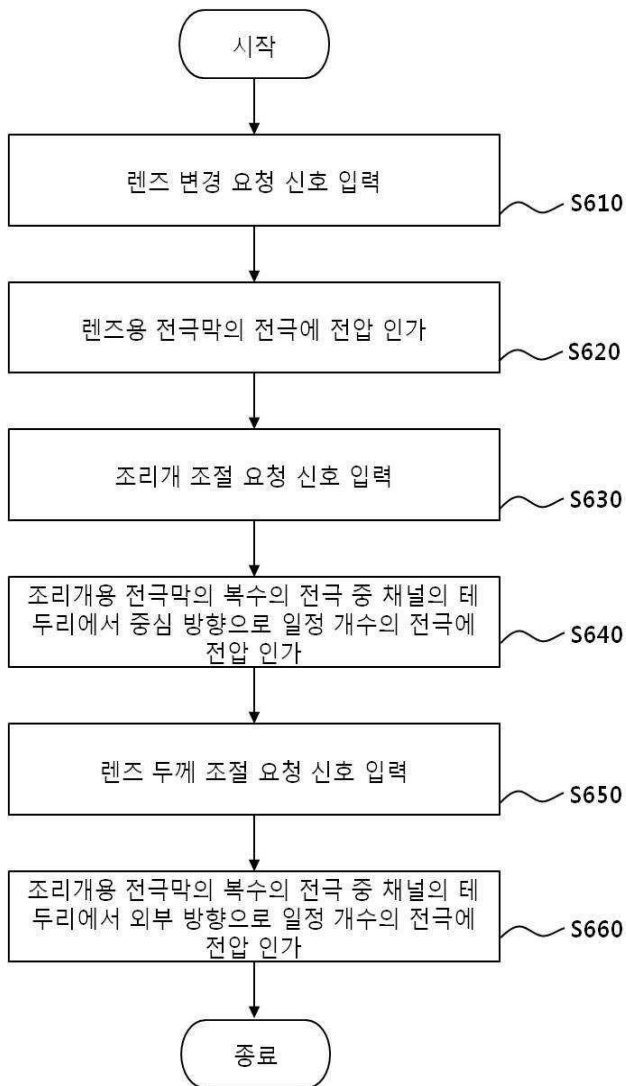 시작
렌즈 변경 요청 신호 입력
S610
렌즈용 전극막의 전극에 전압 인가
S620
조리개 조절 요청 신호 입력
S630
조리개용 전극막의 복수의 전극 중 채널의 테
두리에서 중심 방향으로 일정 개수의 전극에
전압 인가
S640
렌즈 두께 조절 요청 신호 입력
S650
조리개용 전극막의 복수의 전극 중 채널의 테
두리에서 외부 방향으로 일정 개수의 전극에
전압 인가
S660
종료